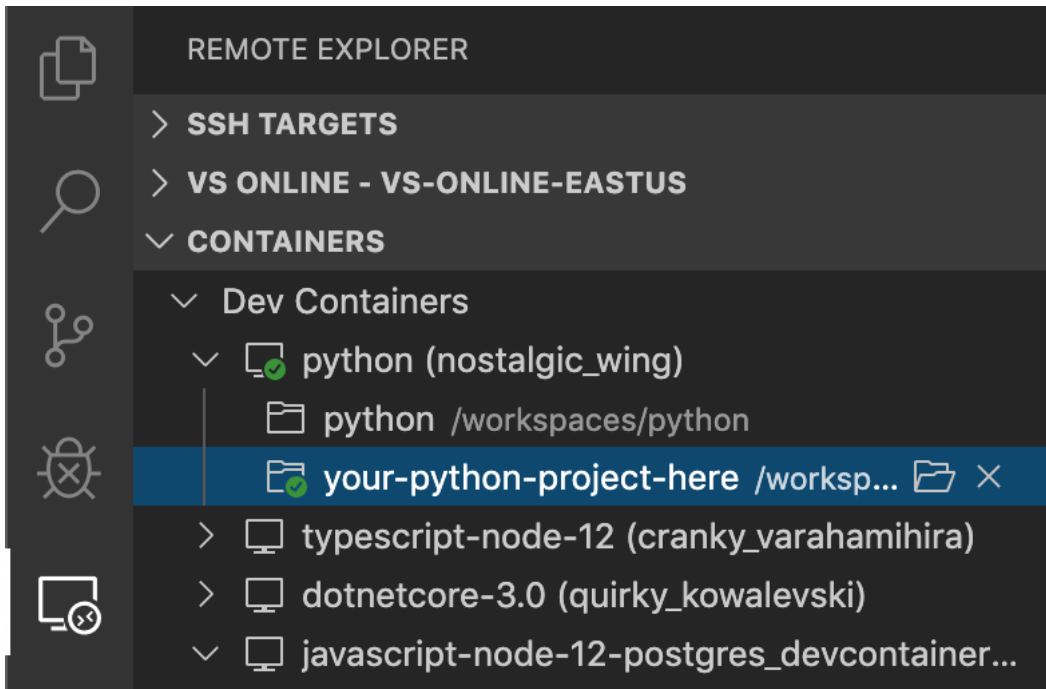 REMOTE EXPLORER
SSH TARGETS
VS ONLINE - VS-ONLINE-EASTUS
CONTAINERS
Dev Containers
python (nostalgic_wing)
python /workspaces/python
your-python-project-here /worksp...
typescript-node-12 (cranky_varahamihira)
dotnetcore-3.0 (quirky_kowalevski)
javascript-node-12-postgres_devcontainer...